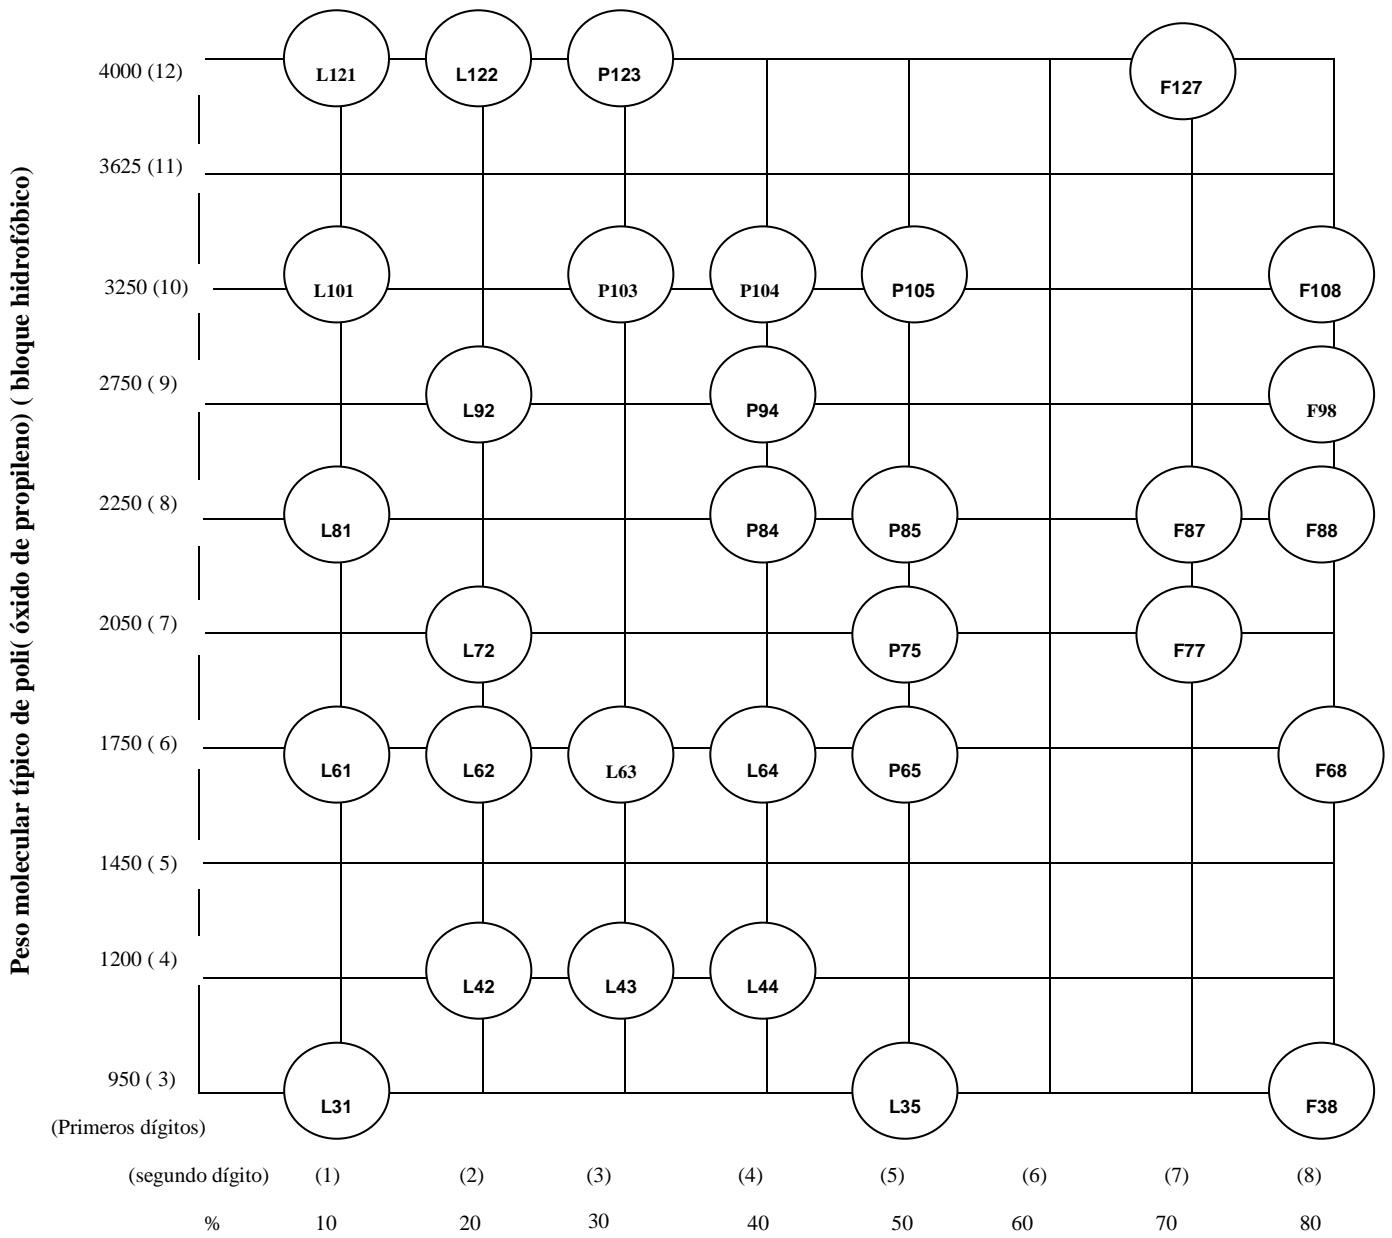 Peso molecular típico de poli( óxido de propileno) ( bloque hidrofóbico)
4000 (12) L121 L122 P123 F127
3625 (11)
3250 (10) L101 P103 P104 P105 F108
2750 ( 9) L92 P94 F98
2250 ( 8) L81 P84 P85 F87 F88
2050 ( 7) L72 P75 F77
1750 ( 6) L61 L62 L63 L64 P65 F68
1450 ( 5)
1200 ( 4) L42 L43 L44
950 ( 3) L31 L35 F38
(Primeros dígitos)
(segundo dígito) (1) (2) (3) (4) (5) (6) (7) (8)
% 10 20 30 40 50 60 70 80